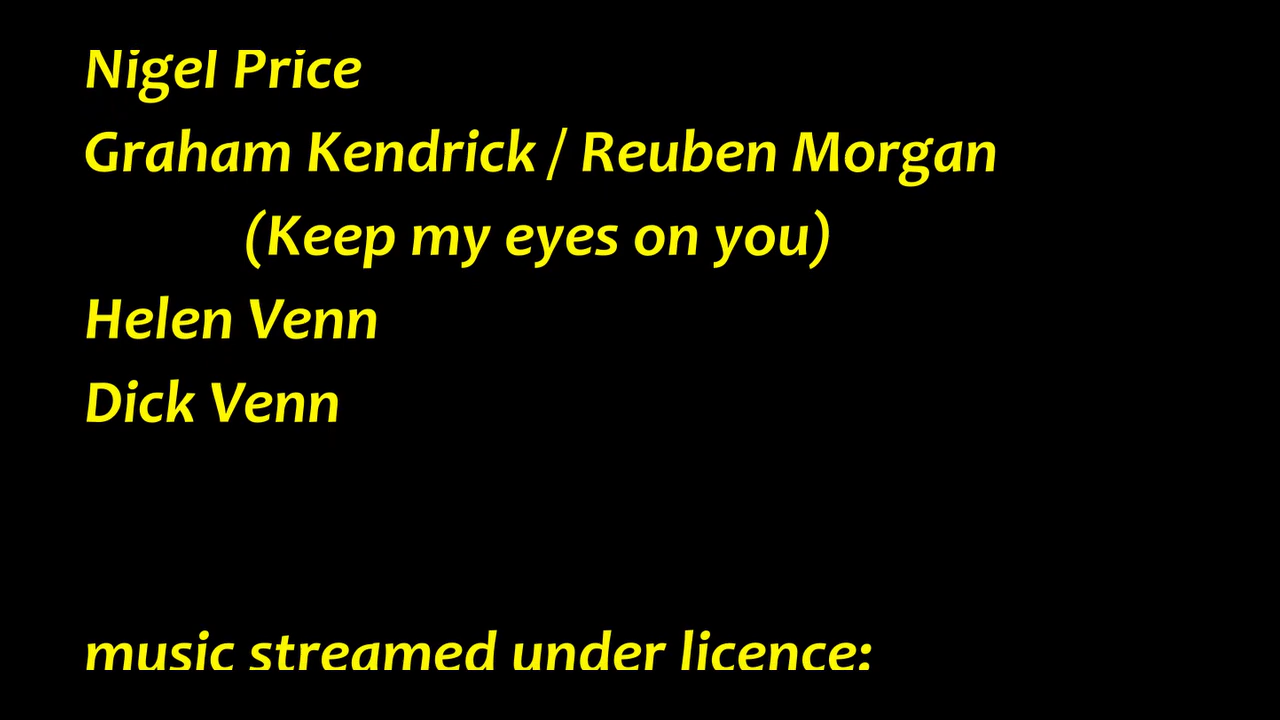 Nigel Price
Graham Kendrick / Reuben Morgan
(Keep my eyes on you)
Helen Venn
Dick Venn
music streamed under licence: